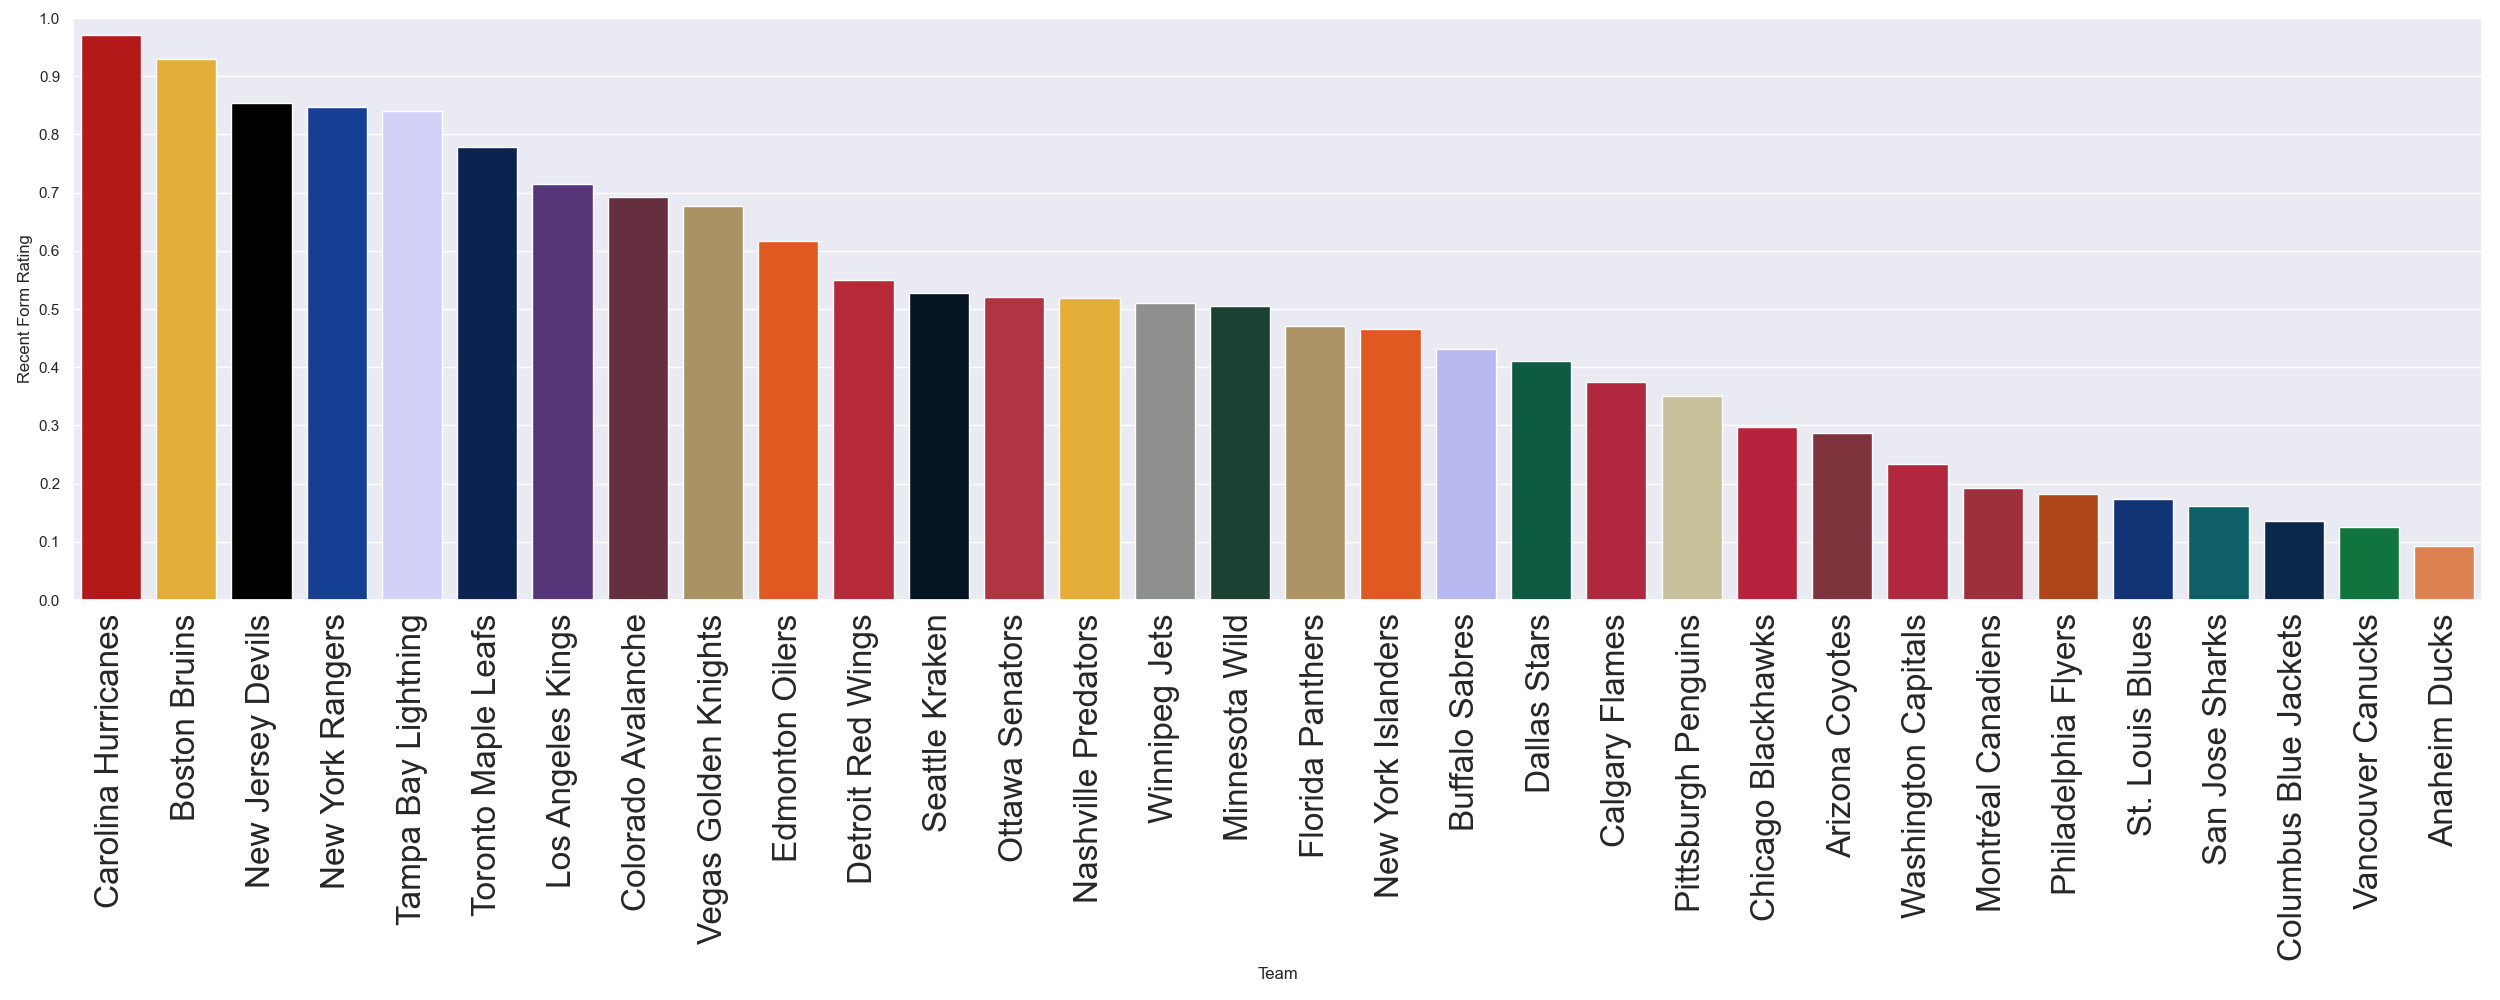 1.0
0.9
0.8
0.7
0.6
0.5
0.4
0.3
0.2
0.1
0.0
Recent Form Rating
Carolina Hurricanes
Boston Bruins
New Jersey Devils
New York Rangers
Tampa Bay Lightning
Toronto Maple Leafs
Los Angeles Kings
Colorado Avalanche
Vegas Golden Knights
Edmonton Oilers
Detroit Red Wings
Seattle Kraken
Ottawa Senators
Nashville Predators
Winnipeg Jets
Minnesota Wild
Florida Panthers
New York Islanders
Buffalo Sabres
Dallas Stars
Calgary Flames
Pittsburgh Penguins
Chicago Blackhawks
Arizona Coyotes
Washington Capitals
Montréal Canadiens
Philadelphia Flyers
St. Louis Blues
San Jose Sharks
Columbus Blue Jackets
Vancouver Canucks
Anaheim Ducks
Team